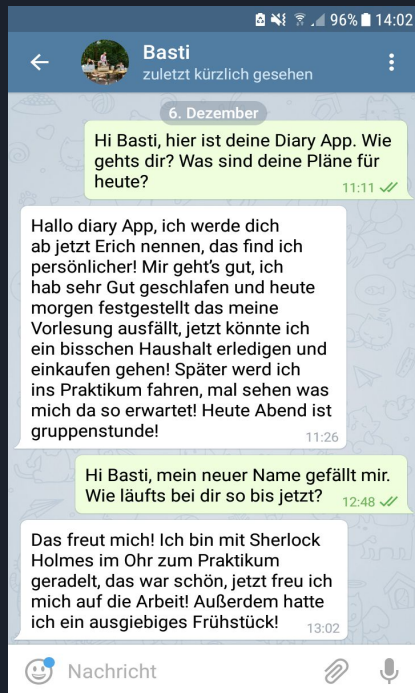 96% 14:02
Basti
zuletzt kürzlich gesehen
6. Dezember
Hi Basti, hier ist deine Diary App. Wie
gehts dir? Was sind deine Pläne für
heute?
11:11
Hallo diary App, ich werde dich
ab jetzt Erich nennen, das find ich
persönlicher! Mir geht's gut, ich
hab sehr Gut geschlafen und heute
morgen festgestellt das meine
Vorlesung ausfällt, jetzt könnte ich
ein bisschen Haushalt erledigen und
einkaufen gehen! Später werd ich
ins Praktikum fahren, mal sehen was
mich da so erwartet! Heute Abend ist
gruppenstunde!
11:26
Hi Basti, mein neuer Name gefällt mir.
Wie läufts bei dir so bis jetzt?
12:48
Das freut mich! Ich bin mit Sherlock
Holmes im Ohr zum Praktikum
geradelt, das war schön, jetzt freu ich
mich auf die Arbeit! Außerdem hatte
ich ein ausgiebiges Frühstück!
13:02
Nachricht